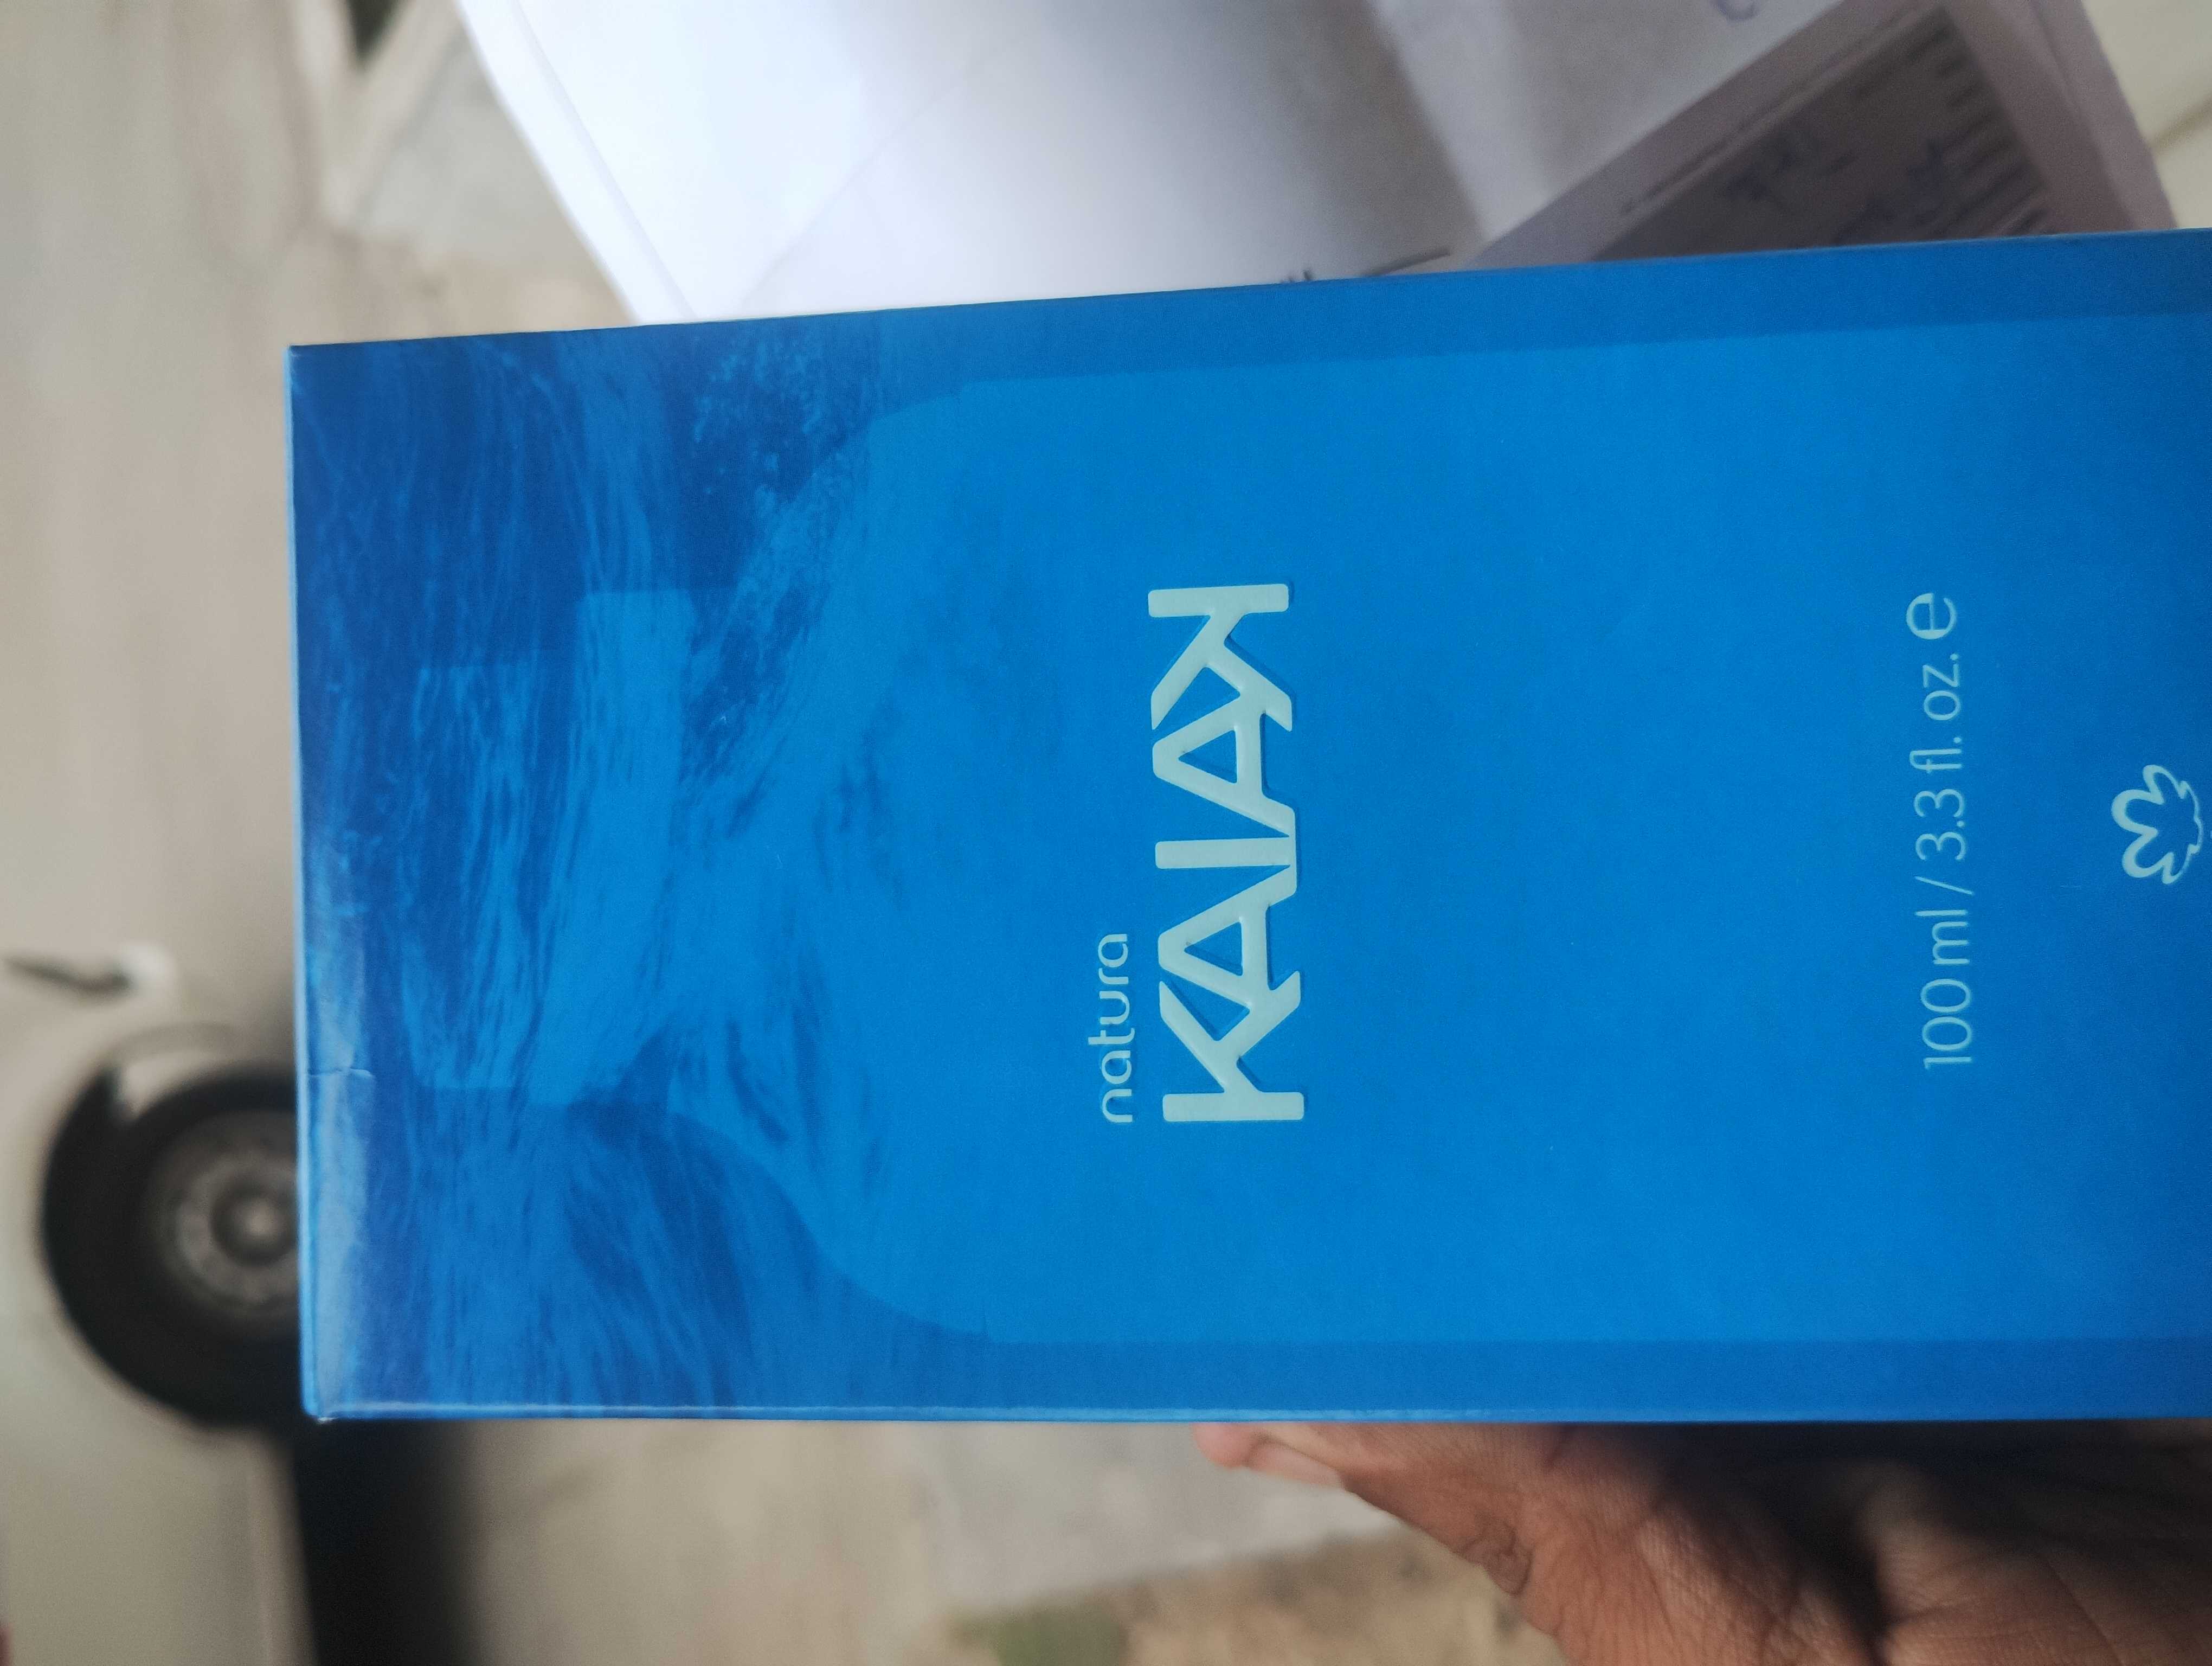 natura
KAIAK
100 ml / 3.3 fl. oz. e